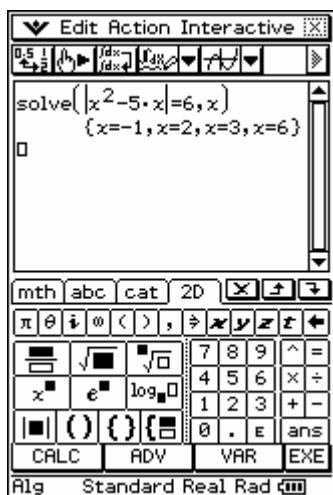 Edit Action Interactive
solve(|x²-5·x|=6,x)
{x=-1,x=2,x=3,x=6}
mth abc cat 2D
π θ i ∞ ( ) , ⇒ x y z t
√■ ■√□ 7 8 9 ^ =
x■ e■ log■□ 4 5 6 × ÷
1 2 3 + -
|■| () {} {■ 0 . E ans
CALC ADV VAR EXE
Alg Standard Real Rad